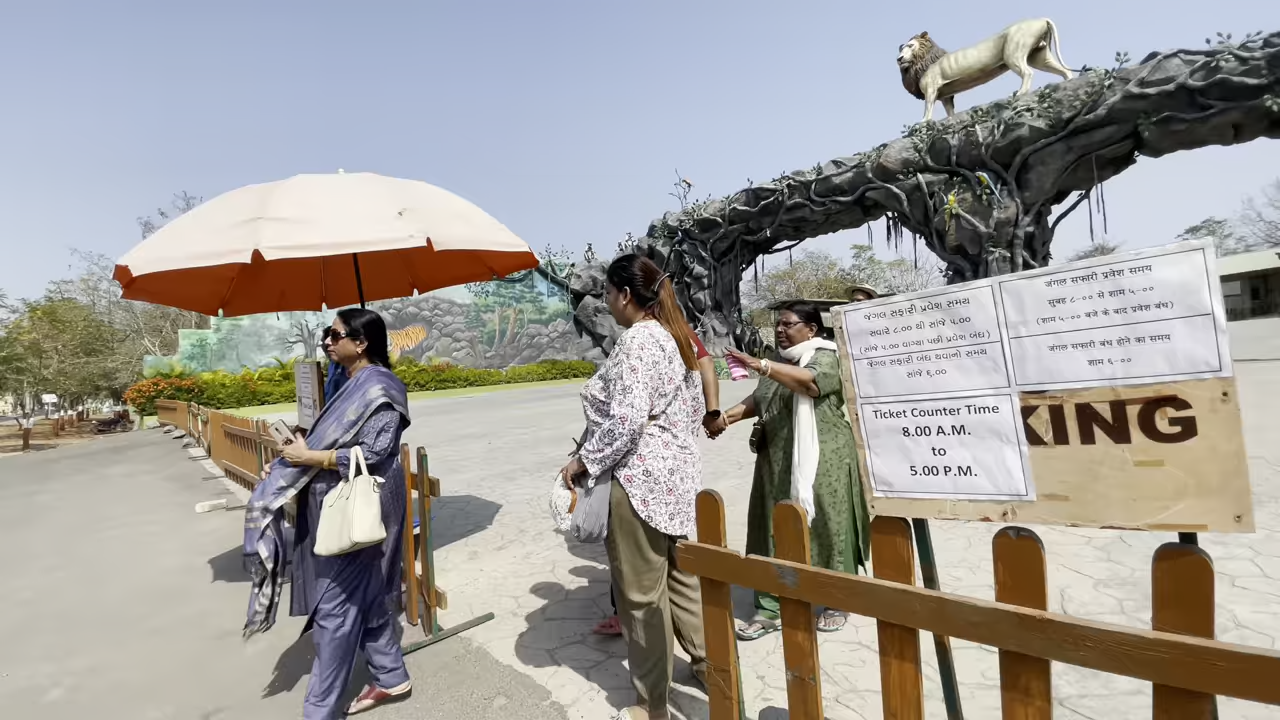 જંગલ સફારી પ્રવેશ સમય
સવારે ૮.૦૦ થી સાંજે ૫.૦૦
(સાંજે ૫.૦૦ વાગ્યા પછી પ્રવેશ બંધ)
જંગલ સફારી બંધ થવાનો સમય
સાંજે ૬.૦૦
जंगल सफारी प्रवेश समय
सुबह ८-०० से शाम ५-००
(शाम ५-०० बजे के बाद प्रवेश बंध)
जंगल सफारी बंध होने का समय
शाम ६-००
Ticket Counter Time
8.00 A.M.
to
5.00 P.M.
KING